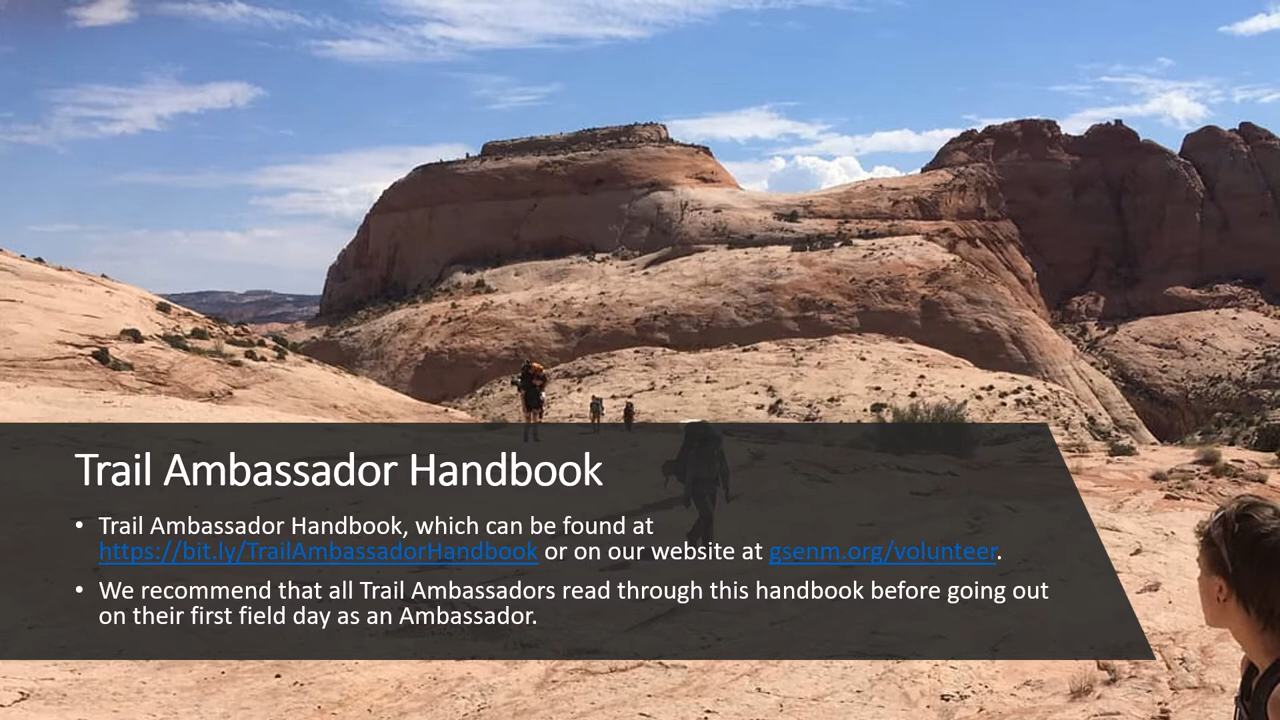 Trail Ambassador Handbook
• Trail Ambassador Handbook, which can be found at
https://bit.ly/TrailAmbassadorHandbook or on our website at gsenm.org/volunteer.
• We recommend that all Trail Ambassadors read through this handbook before going out
on their first field day as an Ambassador.